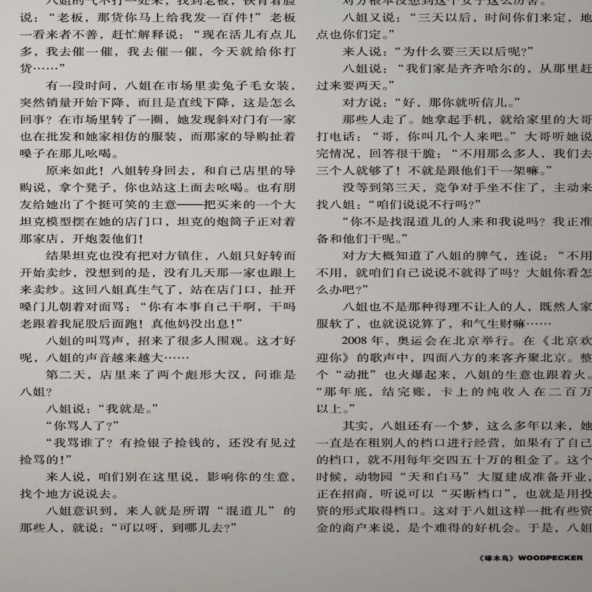 八姐的气不打一处来，找到老板，铁青着脸
说：“老板，那货你马上给我发一百件！”老板
一看来者不善，赶忙解释说：“现在活儿有点儿
多，我去催一催，我去催一催，今天就给你打
货……”
有一段时间，八姐在市场里卖兔子毛女装，
突然销量开始下降，而且是直线下降，这是怎么
回事？在市场里转了一圈，她发现斜对门有一家
也在批发和她家相仿的服装，而那家的导购扯着
嗓子在那儿吆喝。
原来如此！八姐转身回去，和自己店里的导
购说，拿个凳子，你也站这上面去吆喝。也有朋
友给她出了个挺可笑的主意——把买来的一个大
坦克模型摆在她的店门口，坦克的炮筒子正对着
那家店，开炮轰他们！
结果坦克也没有把对方镇住，八姐只好转而
开始卖纱，没想到的是，没有几天那一家也跟上
来卖纱。这回八姐真生气了，站在店门口，扯开
嗓门儿朝着对面骂：“你有本事自己干啊，干吗
老跟着我屁股后面跑！真他妈没出息！”
八姐的叫骂声，招来了很多人围观。这才好
呢，八姐的声音越来越大……
第二天，店里来了两个彪形大汉，问谁是
八姐？
八姐说：“我就是。”
“你骂人了？”
“我骂谁了？有捡银子捡钱的，还没有见过
捡骂的！”
来人说，咱们别在这里说，影响你的生意，
找个地方说说去。
八姐意识到，来人就是所谓“混道儿”的
那些人，就说：“可以呀，到哪儿去？”
对方根本没想到这个女子这么厉害。
八姐又说：“三天以后，时间你们来定，地
点也你们定。”
来人说：“为什么要三天以后呢？”
八姐说：“我们家是齐齐哈尔的，从那里赶
过来要两天。”
对方说：“好，那你就听信儿。”
那些人走了。她拿起手机，就给家里的大哥
打电话：“哥，你叫几个人来吧。”大哥听她说
完情况，回答很干脆：“不用那么多人，我们去
三个人就够了！不就是跟他们干一架嘛。”
没等到第三天，竞争对手坐不住了，主动来
找八姐：“咱们说说不行吗？”
“你不是找混道儿的人来和我说吗？我正准
备和他们干呢。”
对方大概知道了八姐的脾气，连说：“不用
不用，就咱们自己说说不就得了吗？大姐你看怎
么办吧？”
八姐也不是那种得理不让人的人，既然人家
服软了，也就说说算了，和气生财嘛……
2008 年，奥运会在北京举行。在《北京欢
迎你》的歌声中，四面八方的来客齐聚北京。整
个“动批”也火爆起来，八姐的生意也跟着火。
“那年底，结完账，卡上的纯收入在二百万
以上。”
其实，八姐还有一个梦，这么多年以来，她
一直是在租别人的档口进行经营，如果有了自己
的档口，就不用每年交四五十万的租金了。这个
时候，动物园“天和白马”大厦建成准备开业，
正在招商，听说可以“买断档口”，也就是用投
资的形式取得档口。这对于八姐这样一批有些资
金的商户来说，是个难得的好机会。于是，八姐
《啄木鸟》WOODPECKER